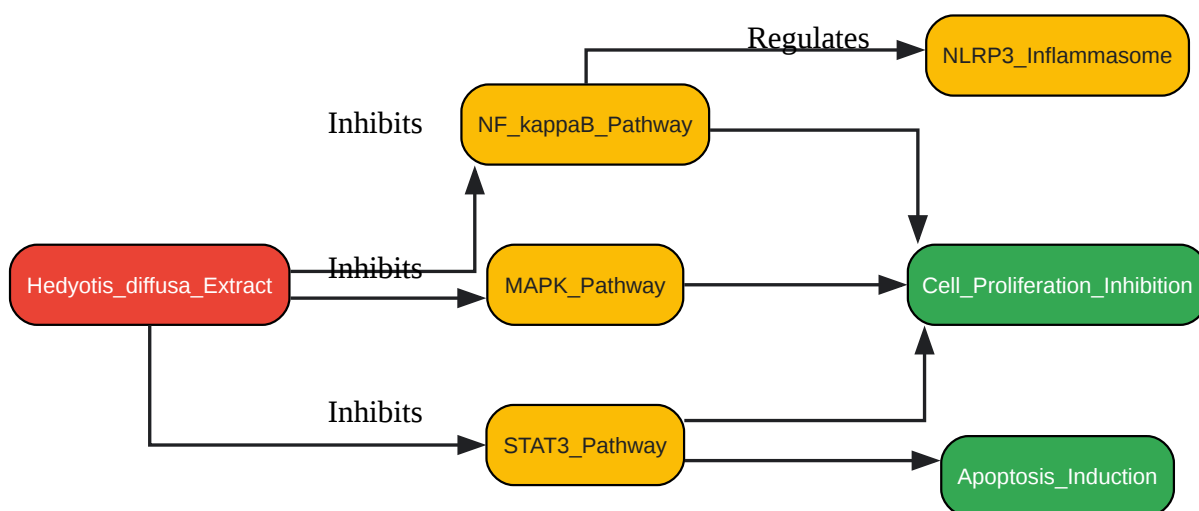 Regulates
NLRP3_Inflammasome
Inhibits
NF_kappaB_Pathway
Hedyotis_diffusa_Extract
Inhibits
MAPK_Pathway
Cell_Proliferation_Inhibition
Inhibits
STAT3_Pathway
Apoptosis_Induction